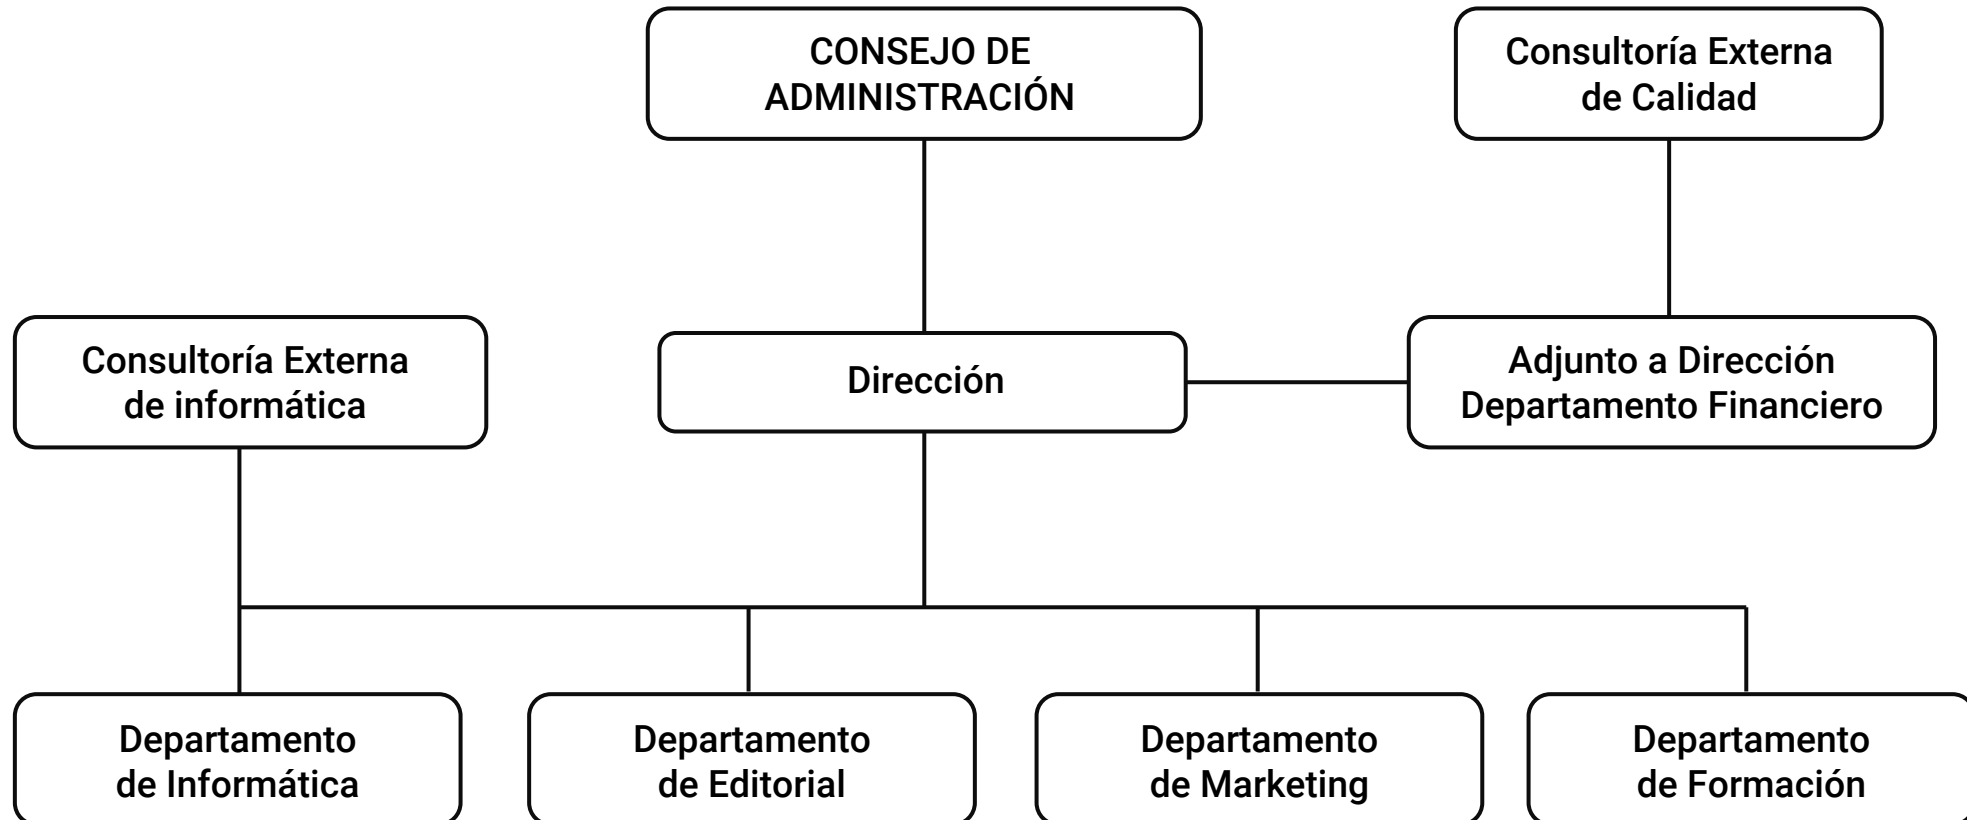 CONSEJO DE
ADMINISTRACIÓN
Consultoría Externa
de Calidad
Consultoría Externa
de informática
Dirección
Adjunto a Dirección
Departamento Financiero
Departamento
de Informática
Departamento
de Editorial
Departamento
de Marketing
Departamento
de Formación